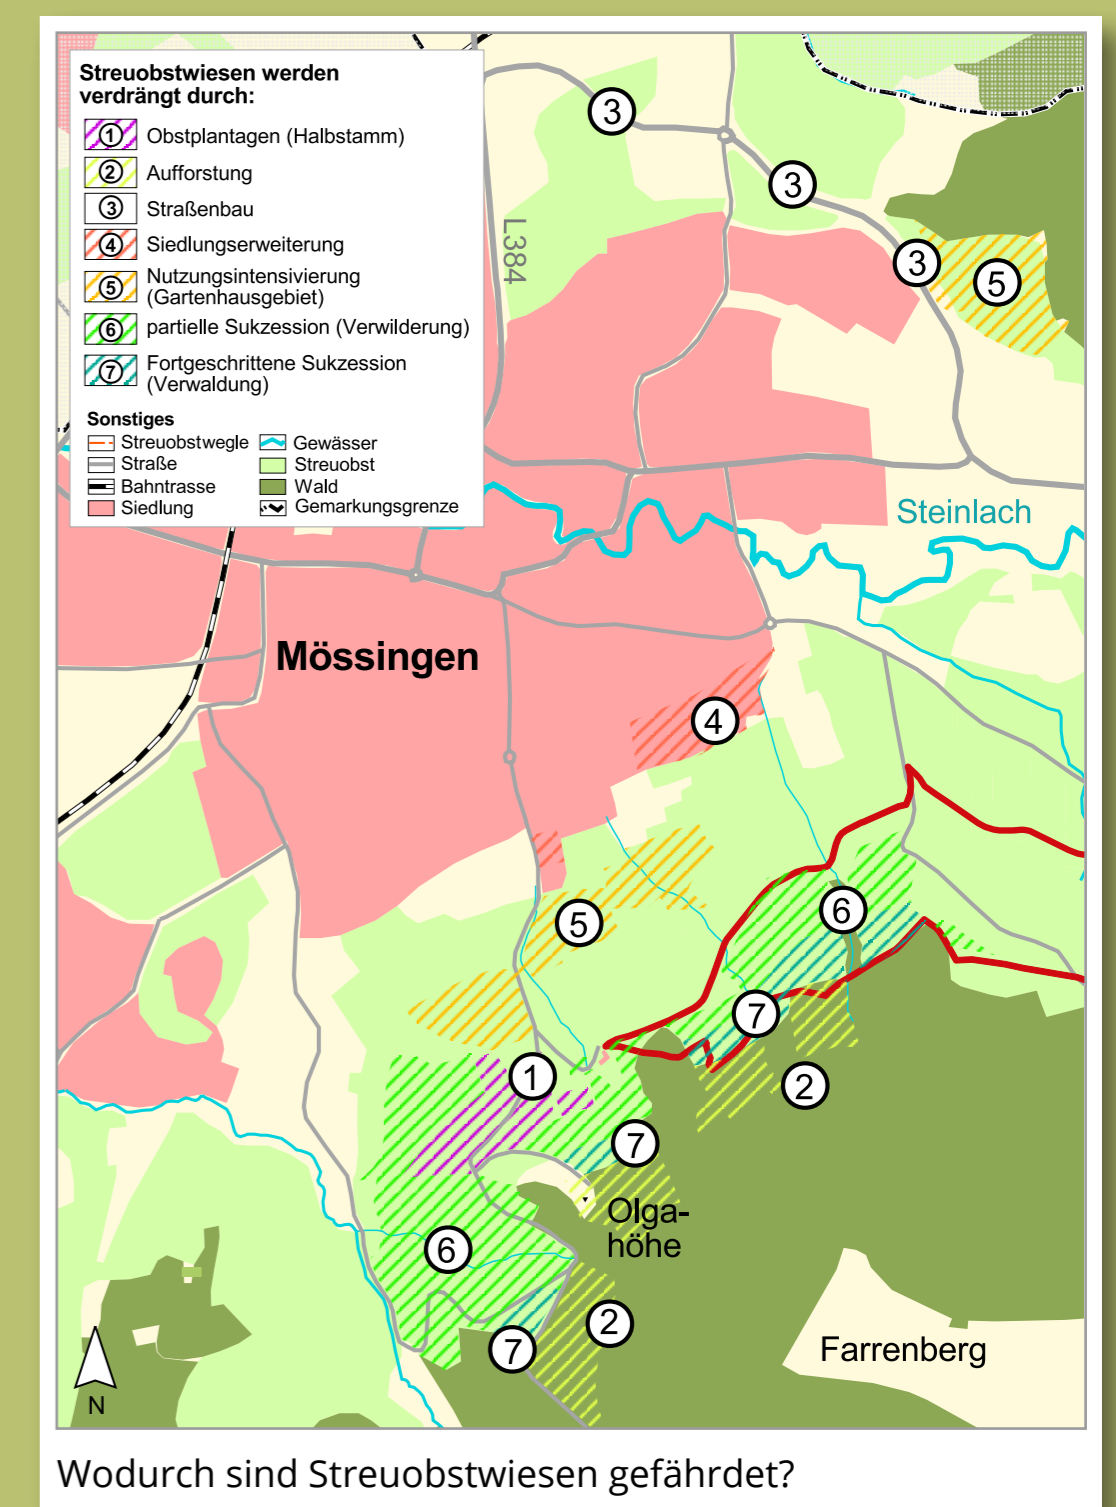 Streuobstwiesen werden
verdrängt durch:
1 Obstplantagen (Halbstamm)
2 Aufforstung
3 Straßenbau
4 Siedlungserweiterung
5 Nutzungsintensivierung
(Gartenhausgebiet)
6 partielle Sukzession (Verwilderung)
7 Fortgeschrittene Sukzession
(Verwaldung)
Sonstiges
Streuobstwegle
Gewässer
Straße
Streuobst
Bahntrasse
Wald
Siedlung
Gemarkungsgrenze
3
3
L384
3
5
Steinlach
Mössingen
4
6
5
7
1
2
7
Olga-
höhe
6
2
7
Farrenberg
N
Wodurch sind Streuobstwiesen gefährdet?